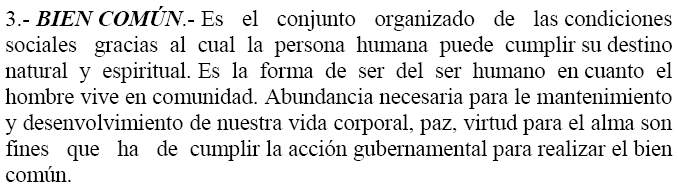 3.- BIEN COMÚN.- Es el conjunto organizado de las condiciones
sociales gracias al cual la persona humana puede cumplir su destino
natural y espiritual. Es la forma de ser del ser humano en cuanto el
hombre vive en comunidad. Abundancia necesaria para le mantenimiento
y desenvolvimiento de nuestra vida corporal, paz, virtud para el alma son
fines que ha de cumplir la acción gubernamental para realizar el bien
común.